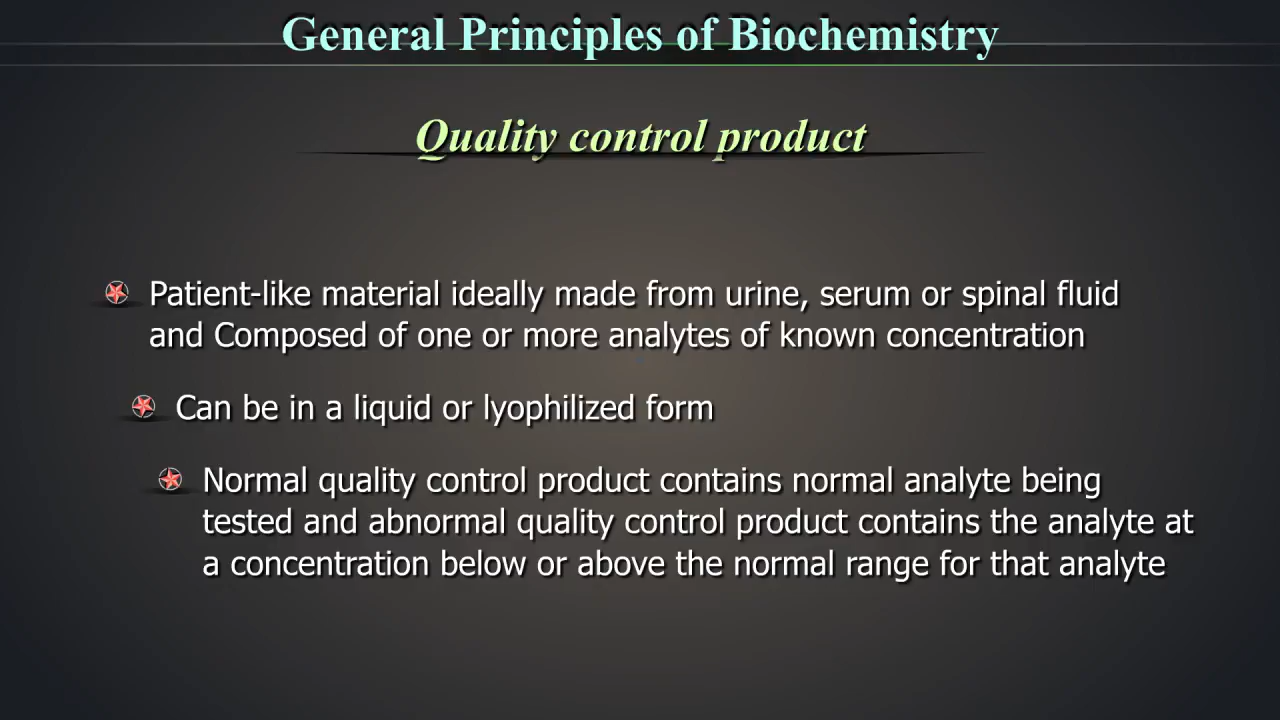 General Principles of Biochemistry
Quality control product
Patient-like material ideally made from urine, serum or spinal fluid
and Composed of one or more analytes of known concentration
Can be in a liquid or lyophilized form
Normal quality control product contains normal analyte being
tested and abnormal quality control product contains the analyte at
a concentration below or above the normal range for that analyte